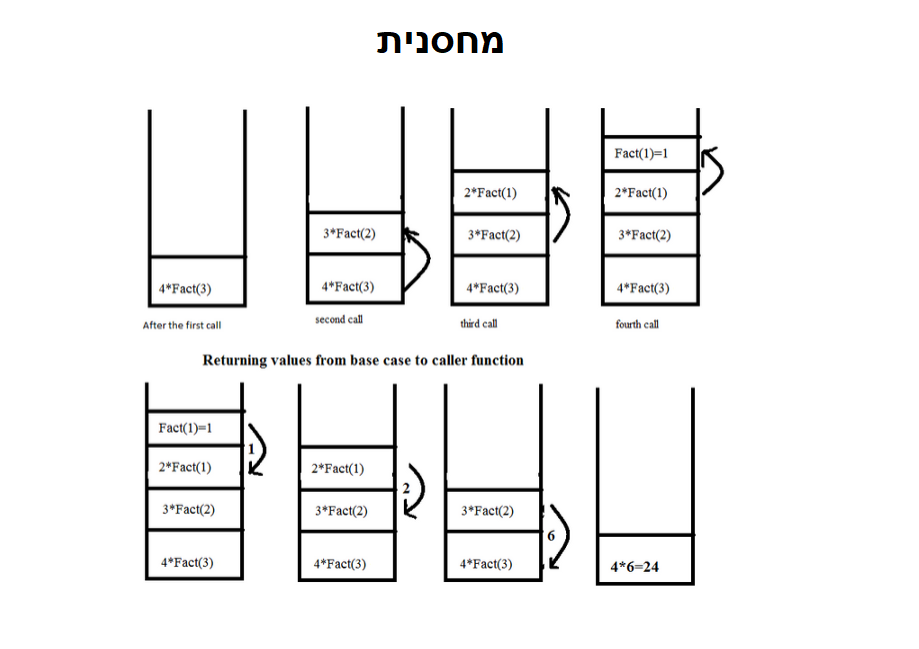 מחסנית
4*Fact(3)
After the first call
3*Fact(2)
4*Fact(3)
second call
2*Fact(1)
3*Fact(2)
4*Fact(3)
third call
Fact(1)=1
2*Fact(1)
3*Fact(2)
4*Fact(3)
fourth call
Returning values from base case to caller function
Fact(1)=1
1
2*Fact(1)
3*Fact(2)
4*Fact(3)
2*Fact(1)
2
3*Fact(2)
4*Fact(3)
3*Fact(2)
6
4*Fact(3)
4*6=24